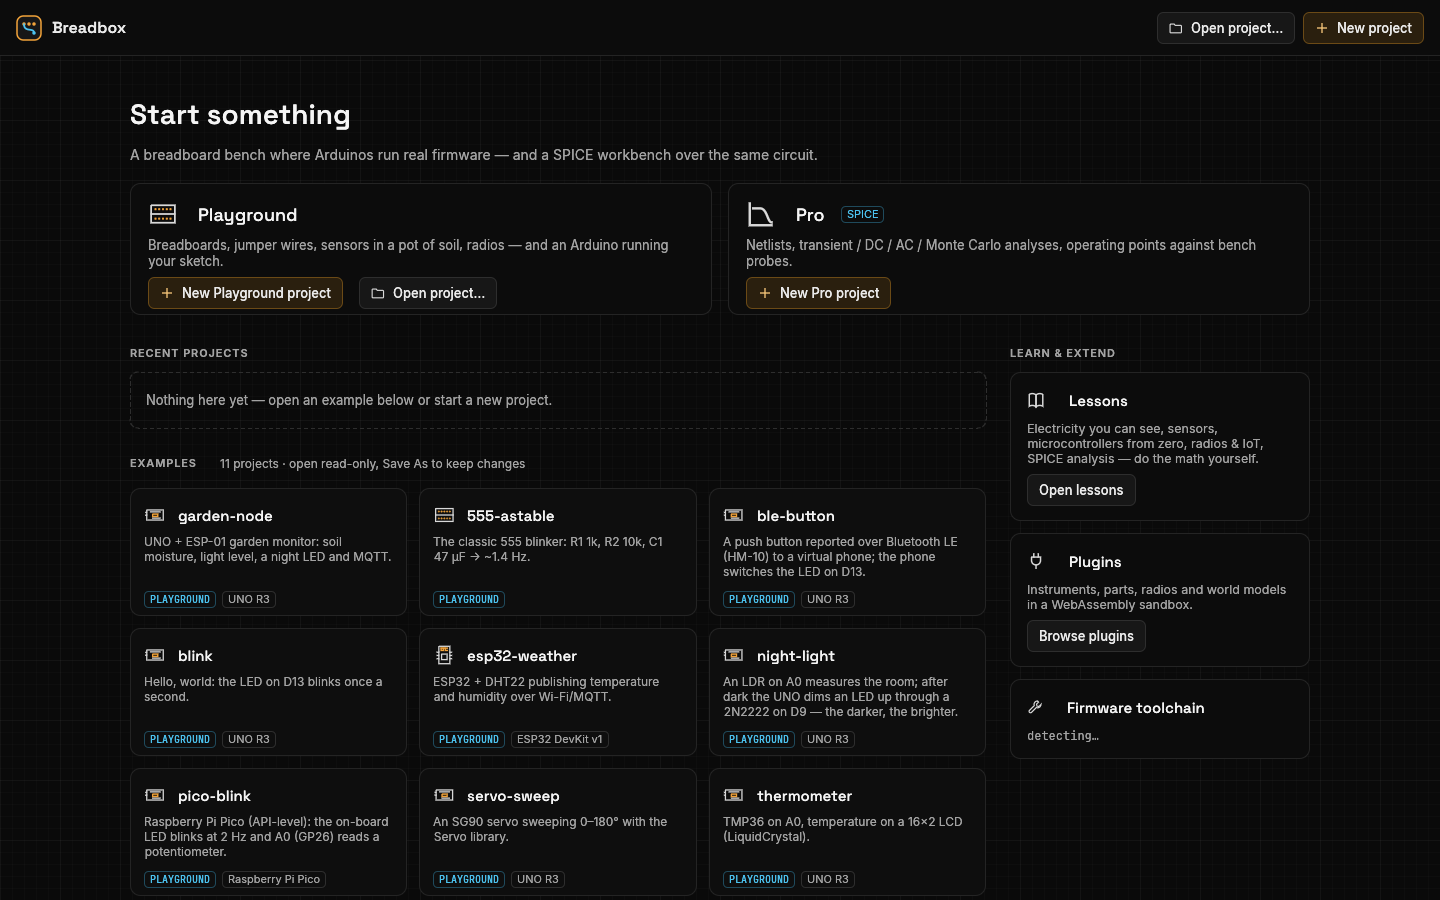 Breadbox
Open project...
New project
Start something
A breadboard bench where Arduinos run real firmware — and a SPICE workbench over the same circuit.
Playground
Breadboards, jumper wires, sensors in a pot of soil, radios — and an Arduino running
your sketch.
New Playground project
Open project...
Pro
SPICE
Netlists, transient / DC / AC / Monte Carlo analyses, operating points against bench
probes.
New Pro project
RECENT PROJECTS
Nothing here yet — open an example below or start a new project.
EXAMPLES
11 projects · open read-only, Save As to keep changes
garden-node
UNO + ESP-01 garden monitor: soil
moisture, light level, a night LED and MQTT.
PLAYGROUND
UNO R3
555-astable
The classic 555 blinker: R1 1k, R2 10k, C1
47 µF → ~1.4 Hz.
PLAYGROUND
ble-button
A push button reported over Bluetooth LE
(HM-10) to a virtual phone; the phone
switches the LED on D13.
PLAYGROUND
UNO R3
blink
Hello, world: the LED on D13 blinks once a
second.
PLAYGROUND
UNO R3
esp32-weather
ESP32 + DHT22 publishing temperature
and humidity over Wi-Fi/MQTT.
PLAYGROUND
ESP32 DevKit v1
night-light
An LDR on A0 measures the room; after
dark the UNO dims an LED up through a
2N2222 on D9 — the darker, the brighter.
PLAYGROUND
UNO R3
pico-blink
Raspberry Pi Pico (API-level): the on-board
LED blinks at 2 Hz and A0 (GP26) reads a
potentiometer.
PLAYGROUND
Raspberry Pi Pico
servo-sweep
An SG90 servo sweeping 0–180° with the
Servo library.
PLAYGROUND
UNO R3
thermometer
TMP36 on A0, temperature on a 16×2 LCD
(LiquidCrystal).
PLAYGROUND
UNO R3
LEARN & EXTEND
Lessons
Electricity you can see, sensors,
microcontrollers from zero, radios & IoT,
SPICE analysis — do the math yourself.
Open lessons
Plugins
Instruments, parts, radios and world models
in a WebAssembly sandbox.
Browse plugins
Firmware toolchain
detecting…